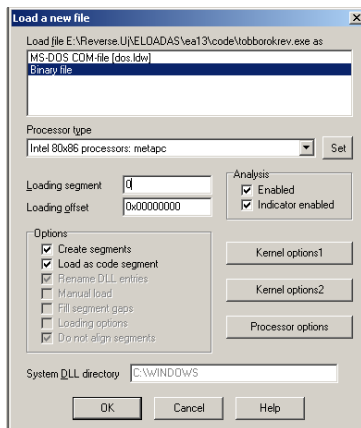 Load a new file
Load file E:\Reverse.Uj\ELOADAS\ea13\code\tobborokrev.exe as
MS-DOS COM-file [dos.ldw]
Binary file
Processor type
Intel 80x86 processors: metapc
Set
Loading segment 0
Loading offset 0x00000000
Analysis
Enabled
Indicator enabled
Options
Create segments
Load as code segment
Rename DLL entries
Manual load
Fill segment gaps
Loading options
Do not align segments
Kernel options1
Kernel options2
Processor options
System DLL directory C:\WINDOWS
OK Cancel Help